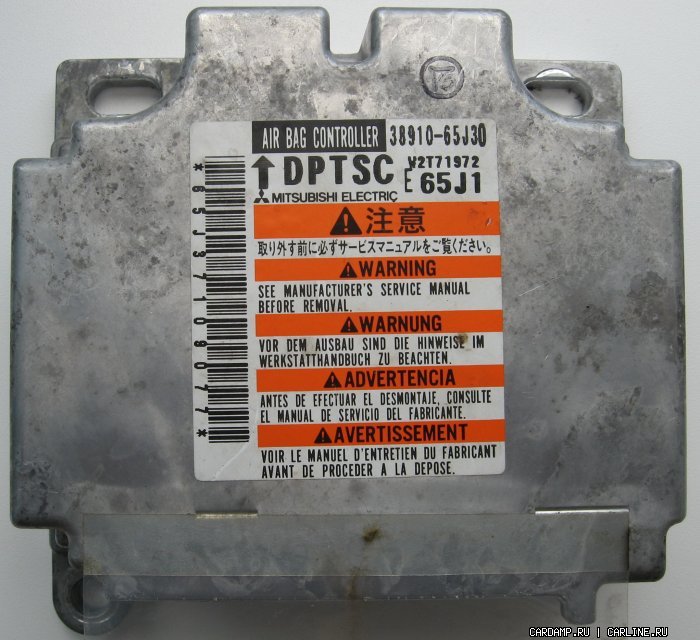 AIR BAG CONTROLLER 38910-65J30
DPTSC W2T71972
E 65J1
MITSUBISHI ELECTRIC
*65J37109077*
注意
取り外す前に必ずサービスマニュアルをご覧ください。
WARNING
SEE MANUFACTURER'S SERVICE MANUAL
BEFORE REMOVAL.
WARNUNG
VOR DEM AUSBAU SIND DIE HINWEISE IM
WERKSTATTHANDBUCH ZU BEACHTEN.
ADVERTENCIA
ANTES DE EFECTUAR EL DESMONTAJE, CONSULTE
EL MANUAL DE SERVICIO DEL FABRICANTE.
AVERTISSEMENT
VOIR LE MANUEL D'ENTRETIEN DU FABRICANT
AVANT DE PROCEDER A LA DEPOSE.
CARDAMP.RU | CARLINE.RU